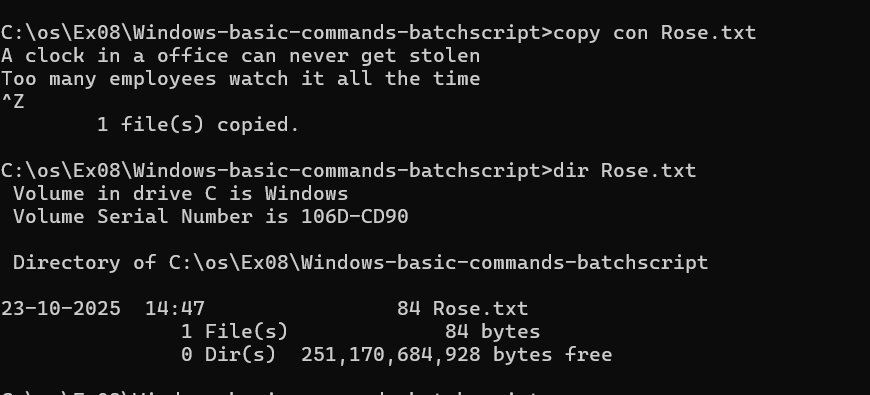 C:\os\Ex08\Windows-basic-commands-batchscript>copy con Rose.txt
A clock in a office can never get stolen
Too many employees watch it all the time
^Z
        1 file(s) copied.
C:\os\Ex08\Windows-basic-commands-batchscript>dir Rose.txt
 Volume in drive C is Windows
 Volume Serial Number is 106D-CD90
 Directory of C:\os\Ex08\Windows-basic-commands-batchscript
23-10-2025  14:47                84 Rose.txt
               1 File(s)             84 bytes
               0 Dir(s)  251,170,684,928 bytes free